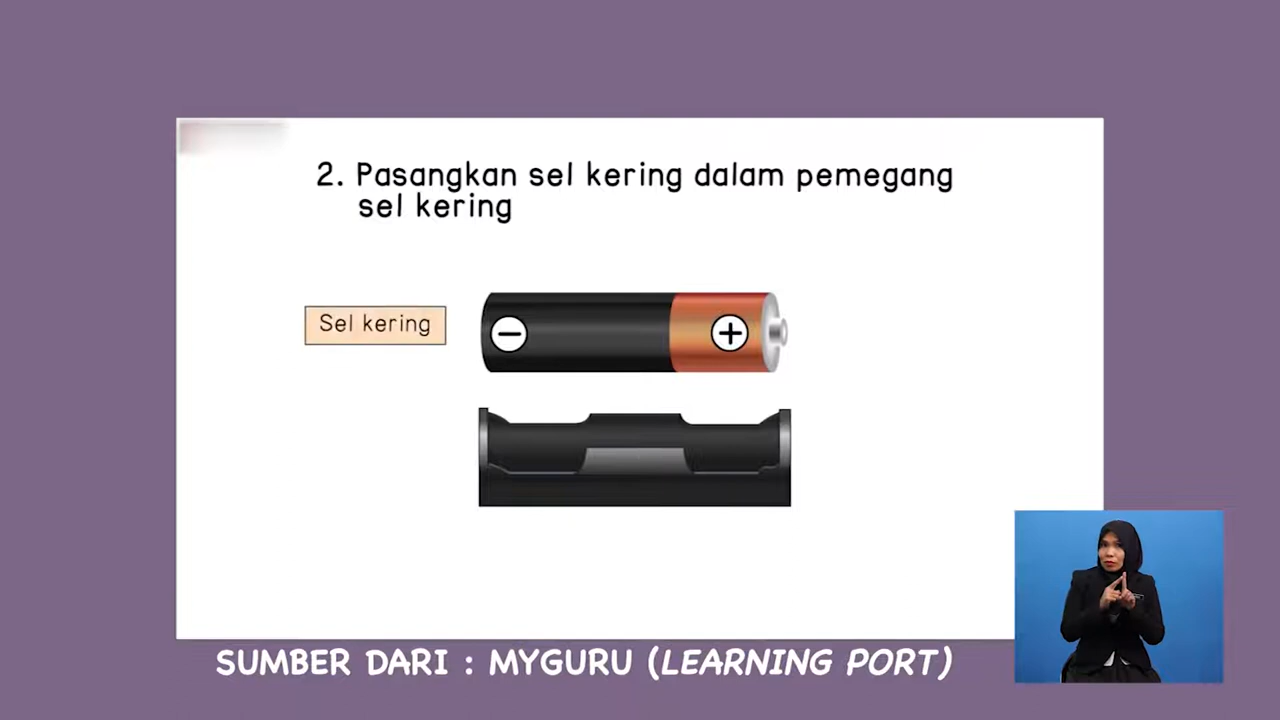 2. Pasangkan sel kering dalam pemegang
sel kering
Sel kering
−
+
SUMBER DARI : MYGURU (LEARNING PORT)